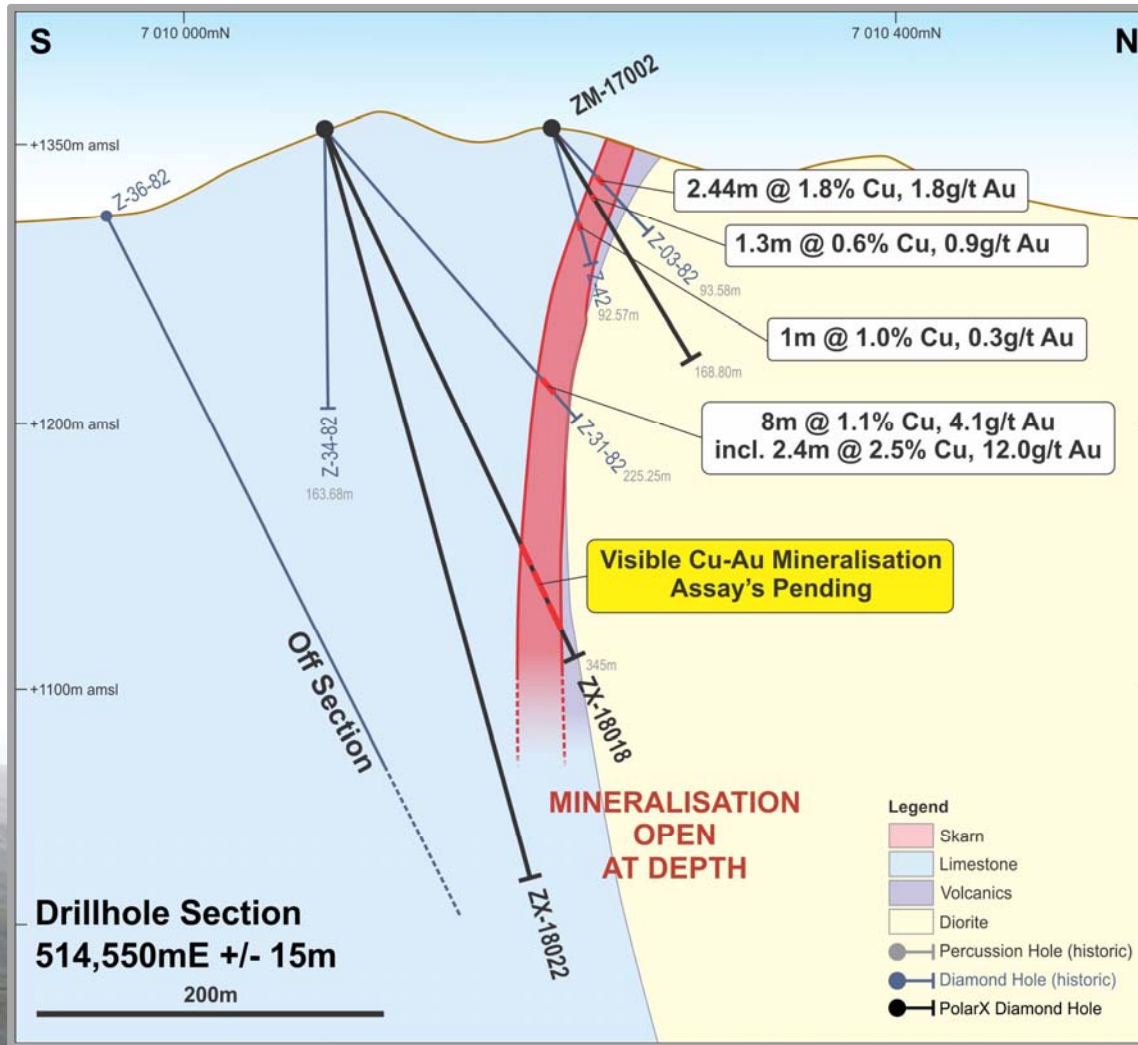 S
7 010 000mN
7 010 400mN
N
ZM-17002
+1350m amsl
Z-36-82
2.44m @ 1.8% Cu, 1.8g/t Au
1.3m @ 0.6% Cu, 0.9g/t Au
Z-03-82
93.58m
Z-42
92.57m
1m @ 1.0% Cu, 0.3g/t Au
168.80m
+1200m amsl
8m @ 1.1% Cu, 4.1g/t Au
incl. 2.4m @ 2.5% Cu, 12.0g/t Au
Z-34-82
163.68m
Z-31-82
225.25m
Visible Cu-Au Mineralisation
Assay's Pending
Off Section
+1100m amsl
345m
ZX-18018
MINERALISATION
OPEN
AT DEPTH
ZX-18022
Drillhole Section
514,550mE +/- 15m
200m
Legend
Skarn
Limestone
Volcanics
Diorite
Percussion Hole (historic)
Diamond Hole (historic)
PolarX Diamond Hole